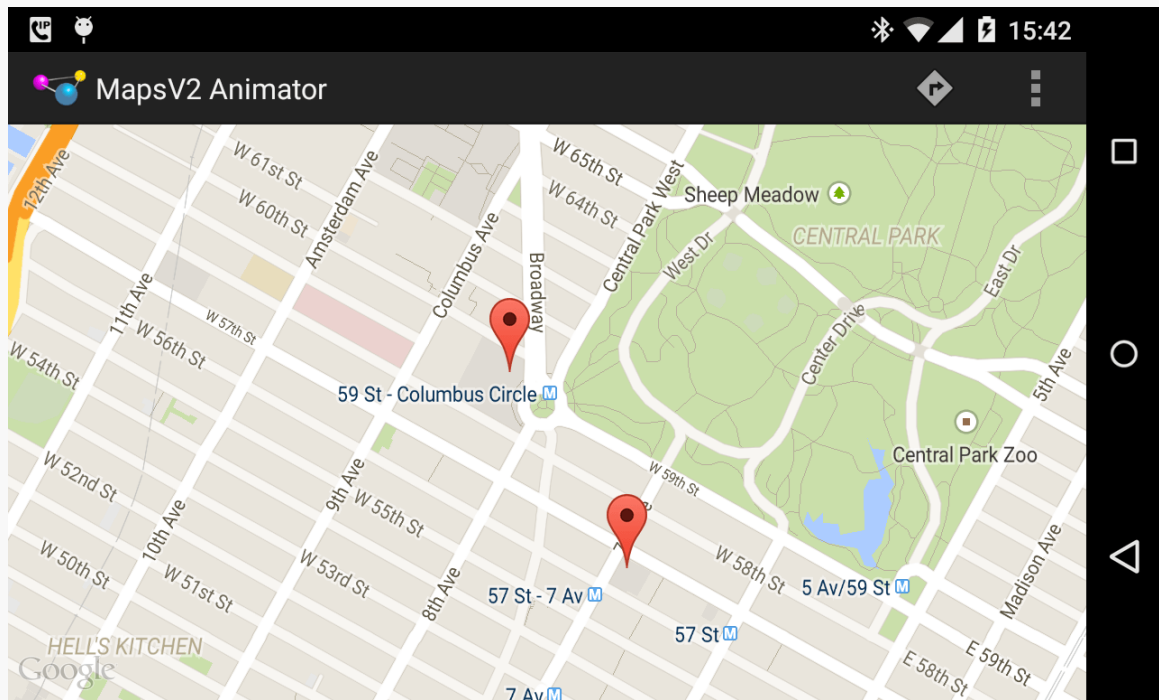 15:42
MapsV2 Animator
12th Ave
W 61st St
W 60th St
Amsterdam Ave
Columbus Ave
Broadway
W 65th St
W 64th St
Central Park West
Sheep Meadow
CENTRAL PARK
West Dr
East Dr
11th Ave
W 57th St
W 56th St
W 54th St
Center Drive
5th Ave
59 St - Columbus Circle M
Central Park Zoo
W 52nd St
9th Ave
W 55th St
W 59th St
10th Ave
W 50th St
W 51st St
W 53rd St
8th Ave
W 58th St
57 St - 7 Av M
5 Av/59 St M
Madison Ave
57 St M
HELL'S KITCHEN
Google
E 58th St
E 59th St
7 Av M